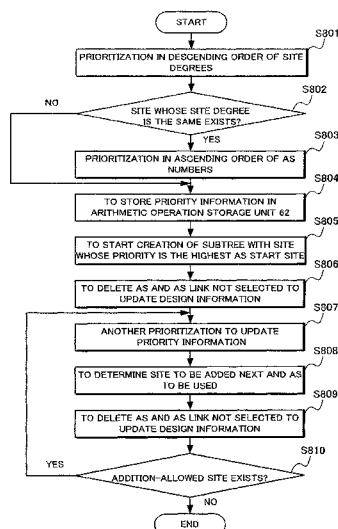 START
S801
PRIORITIZATION IN DESCENDING ORDER OF SITE
DEGREES
S802
NO
SITE WHOSE SITE DEGREE
IS THE SAME EXISTS?
YES
S803
PRIORITIZATION IN ASCENDING ORDER OF AS
NUMBERS
S804
TO STORE PRIORITY INFORMATION IN
ARITHMETIC OPERATION STORAGE UNIT 62
S805
TO START CREATION OF SUBTREE WITH SITE
WHOSE PRIORITY IS THE HIGHEST AS START SITE
S806
TO DELETE AS AND AS LINK NOT SELECTED TO
UPDATE DESIGN INFORMATION
S807
ANOTHER PRIORITIZATION TO UPDATE
PRIORITY INFORMATION
S808
TO DETERMINE SITE TO BE ADDED NEXT AND AS
TO BE USED
S809
TO DELETE AS AND AS LINK NOT SELECTED TO
UPDATE DESIGN INFORMATION
S810
YES
ADDITION-ALLOWED SITE EXISTS?
NO
END